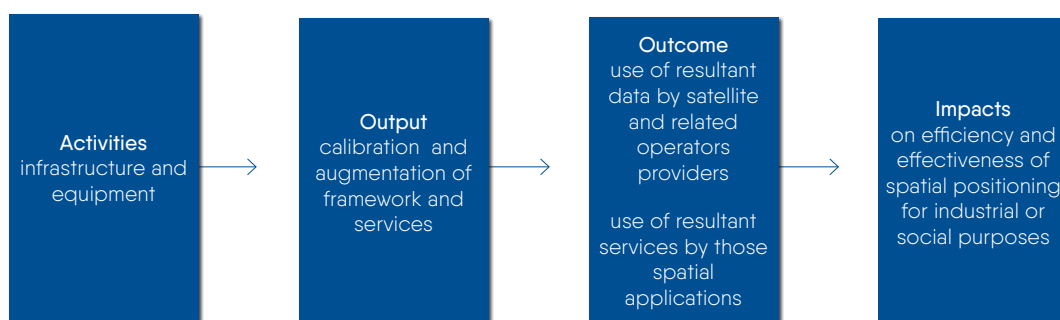 Activities
infrastructure and
equipment
Output
calibration and
augmentation of
framework and
services
Outcome
use of resultant
data by satellite
and related
operators
providers
use of resultant
services by those
spatial
applications
Impacts
on efficiency and
effectiveness of
spatial positioning
for industrial or
social purposes